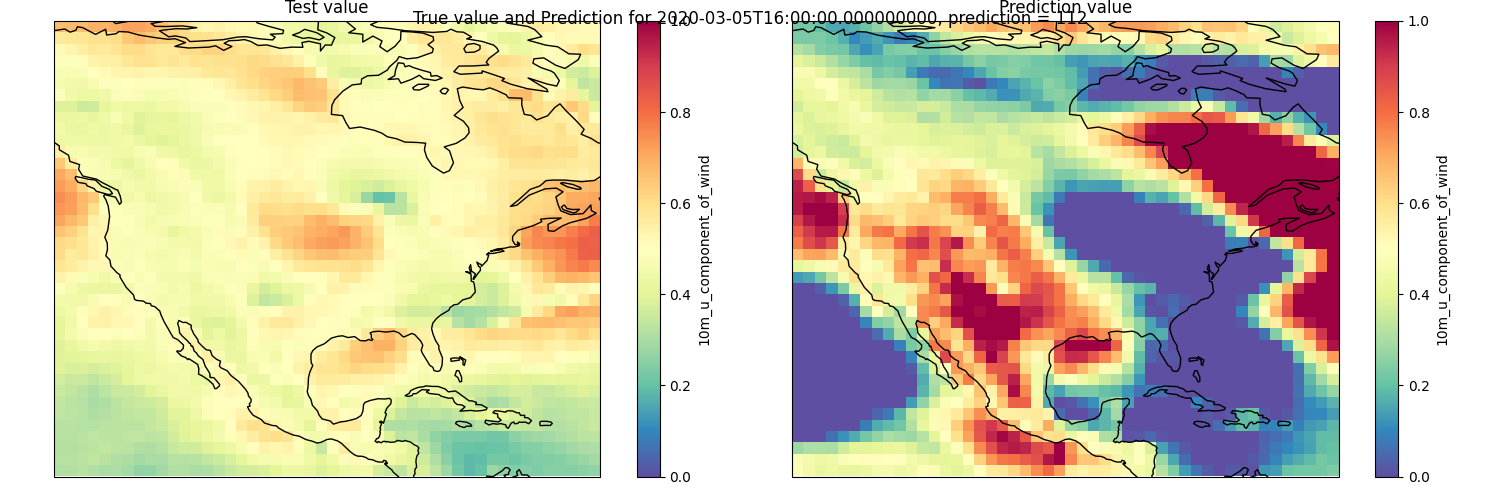 Test value
Prediction value
True value and Prediction for 2020-03-05T16:00:00.000000000, prediction = 112
1.0
0.8
0.6
0.4
0.2
0.0
10m_u_component_of_wind
1.0
0.8
0.6
0.4
0.2
0.0
10m_u_component_of_wind